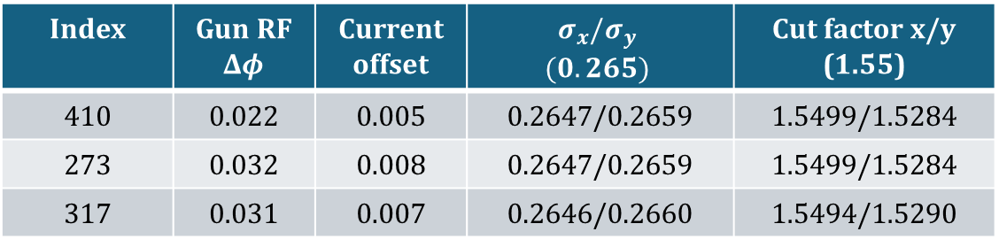 Index Gun RF Δϕ Current offset σx/σy (0.265) Cut factor x/y (1.55)
410 0.022 0.005 0.2647/0.2659 1.5499/1.5284
273 0.032 0.008 0.2647/0.2659 1.5499/1.5284
317 0.031 0.007 0.2646/0.2660 1.5494/1.5290